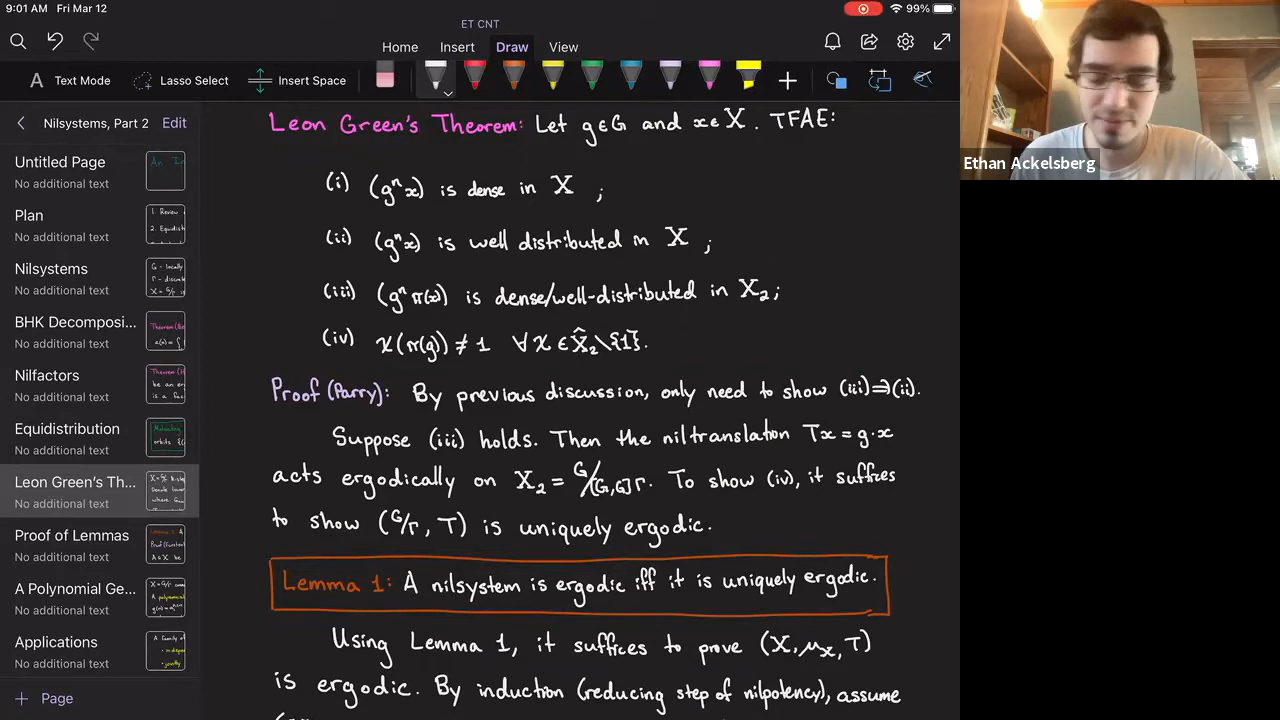 9:01 AM Fri Mar 12
99%
ET CNT
Home Insert Draw View
Text Mode
Lasso Select
Insert Space
Nilsystems, Part 2
Edit
Untitled Page
No additional text
Plan
No additional text
Nilsystems
No additional text
BHK Decomposi...
No additional text
Nilfactors
No additional text
Equidistribution
No additional text
Leon Green's Th...
No additional text
Proof of Lemmas
No additional text
A Polynomial Ge...
No additional text
Applications
No additional text
Page
Leon Green's Theorem: Let g∈G and x∈X. TFAE:
(i) (gⁿx) is dense in X ;
(ii) (gⁿx) is well distributed in X ;
(iii) (gⁿπ(x)) is dense/well-distributed in X₂;
(iv) χ(π(g)) ≠ 1 ∀χ∈X̂₂\{1}.
Proof (Parry): By previous discussion, only need to show (iii)⇒(ii).
Suppose (iii) holds. Then the niltranslation Tx = g·x
acts ergodically on X₂ = G/[G,G]Γ. To show (iv), it suffices
to show (G/Γ, T) is uniquely ergodic.
Lemma 1: A nilsystem is ergodic iff it is uniquely ergodic.
Using Lemma 1, it suffices to prove (X, μₓ, T)
is ergodic. By induction (reducing step of nilpotency), assume
Ethan Ackelsberg